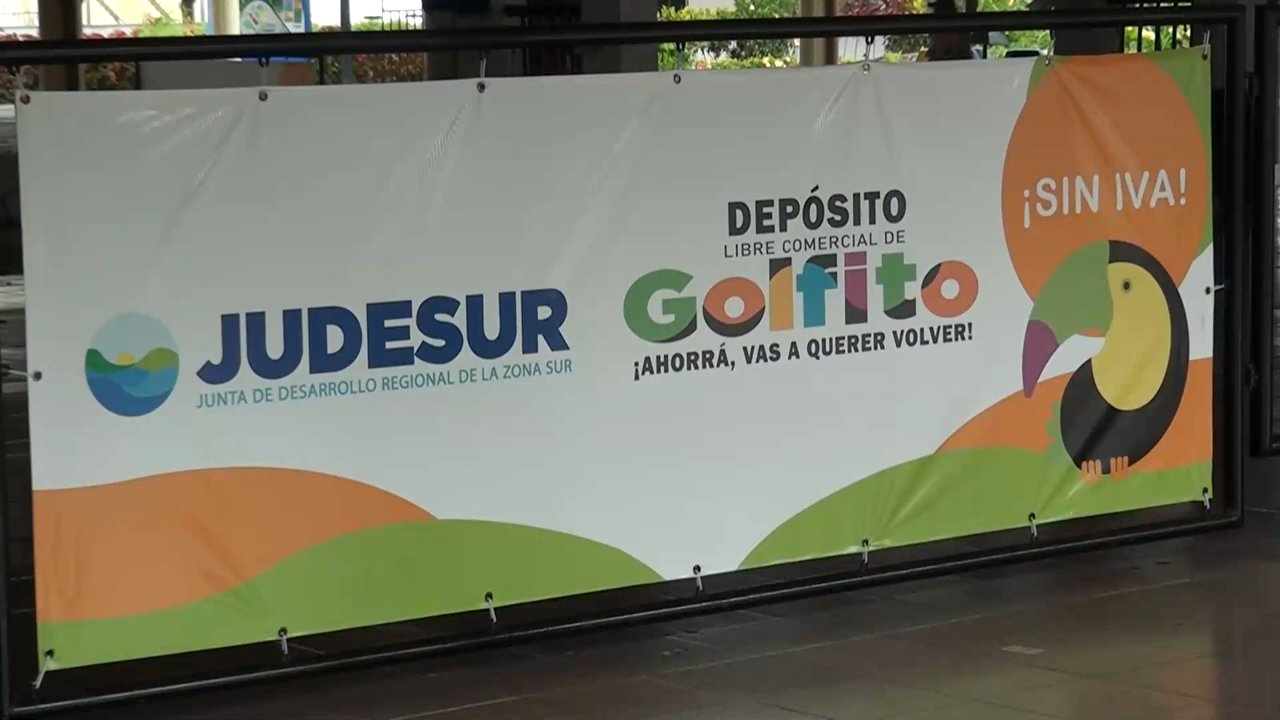 JUDESUR
JUNTA DE DESARROLLO REGIONAL DE LA ZONA SUR
DEPÓSITO
LIBRE COMERCIAL DE
Golfito
¡AHORRÁ, VAS A QUERER VOLVER!
¡SIN IVA!